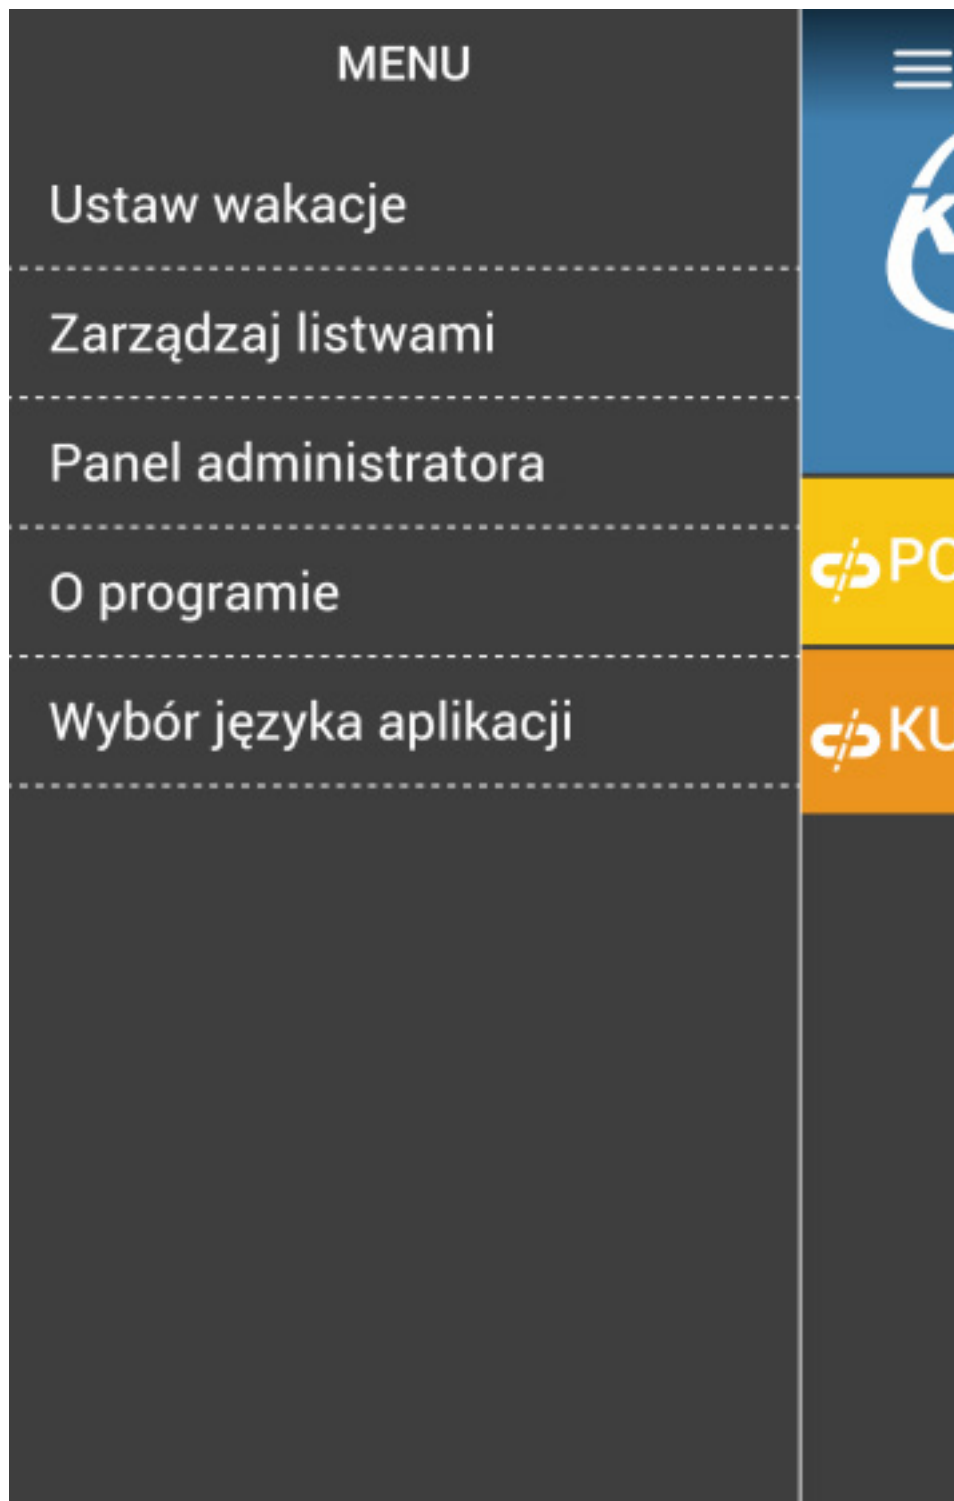 MENU
Ustaw wakacje
Zarządzaj listwami
Panel administratora
O programie
Wybór języka aplikacji